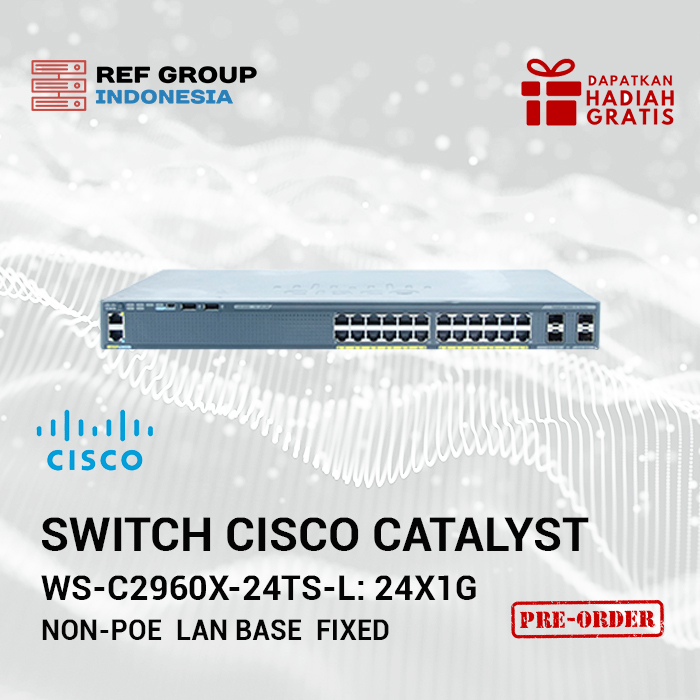 REF GROUP
INDONESIA
DAPATKAN
HADIAH
GRATIS
CISCO
SWITCH CISCO CATALYST
WS-C2960X-24TS-L: 24X1G
NON-POE LAN BASE FIXED
PRE-ORDER